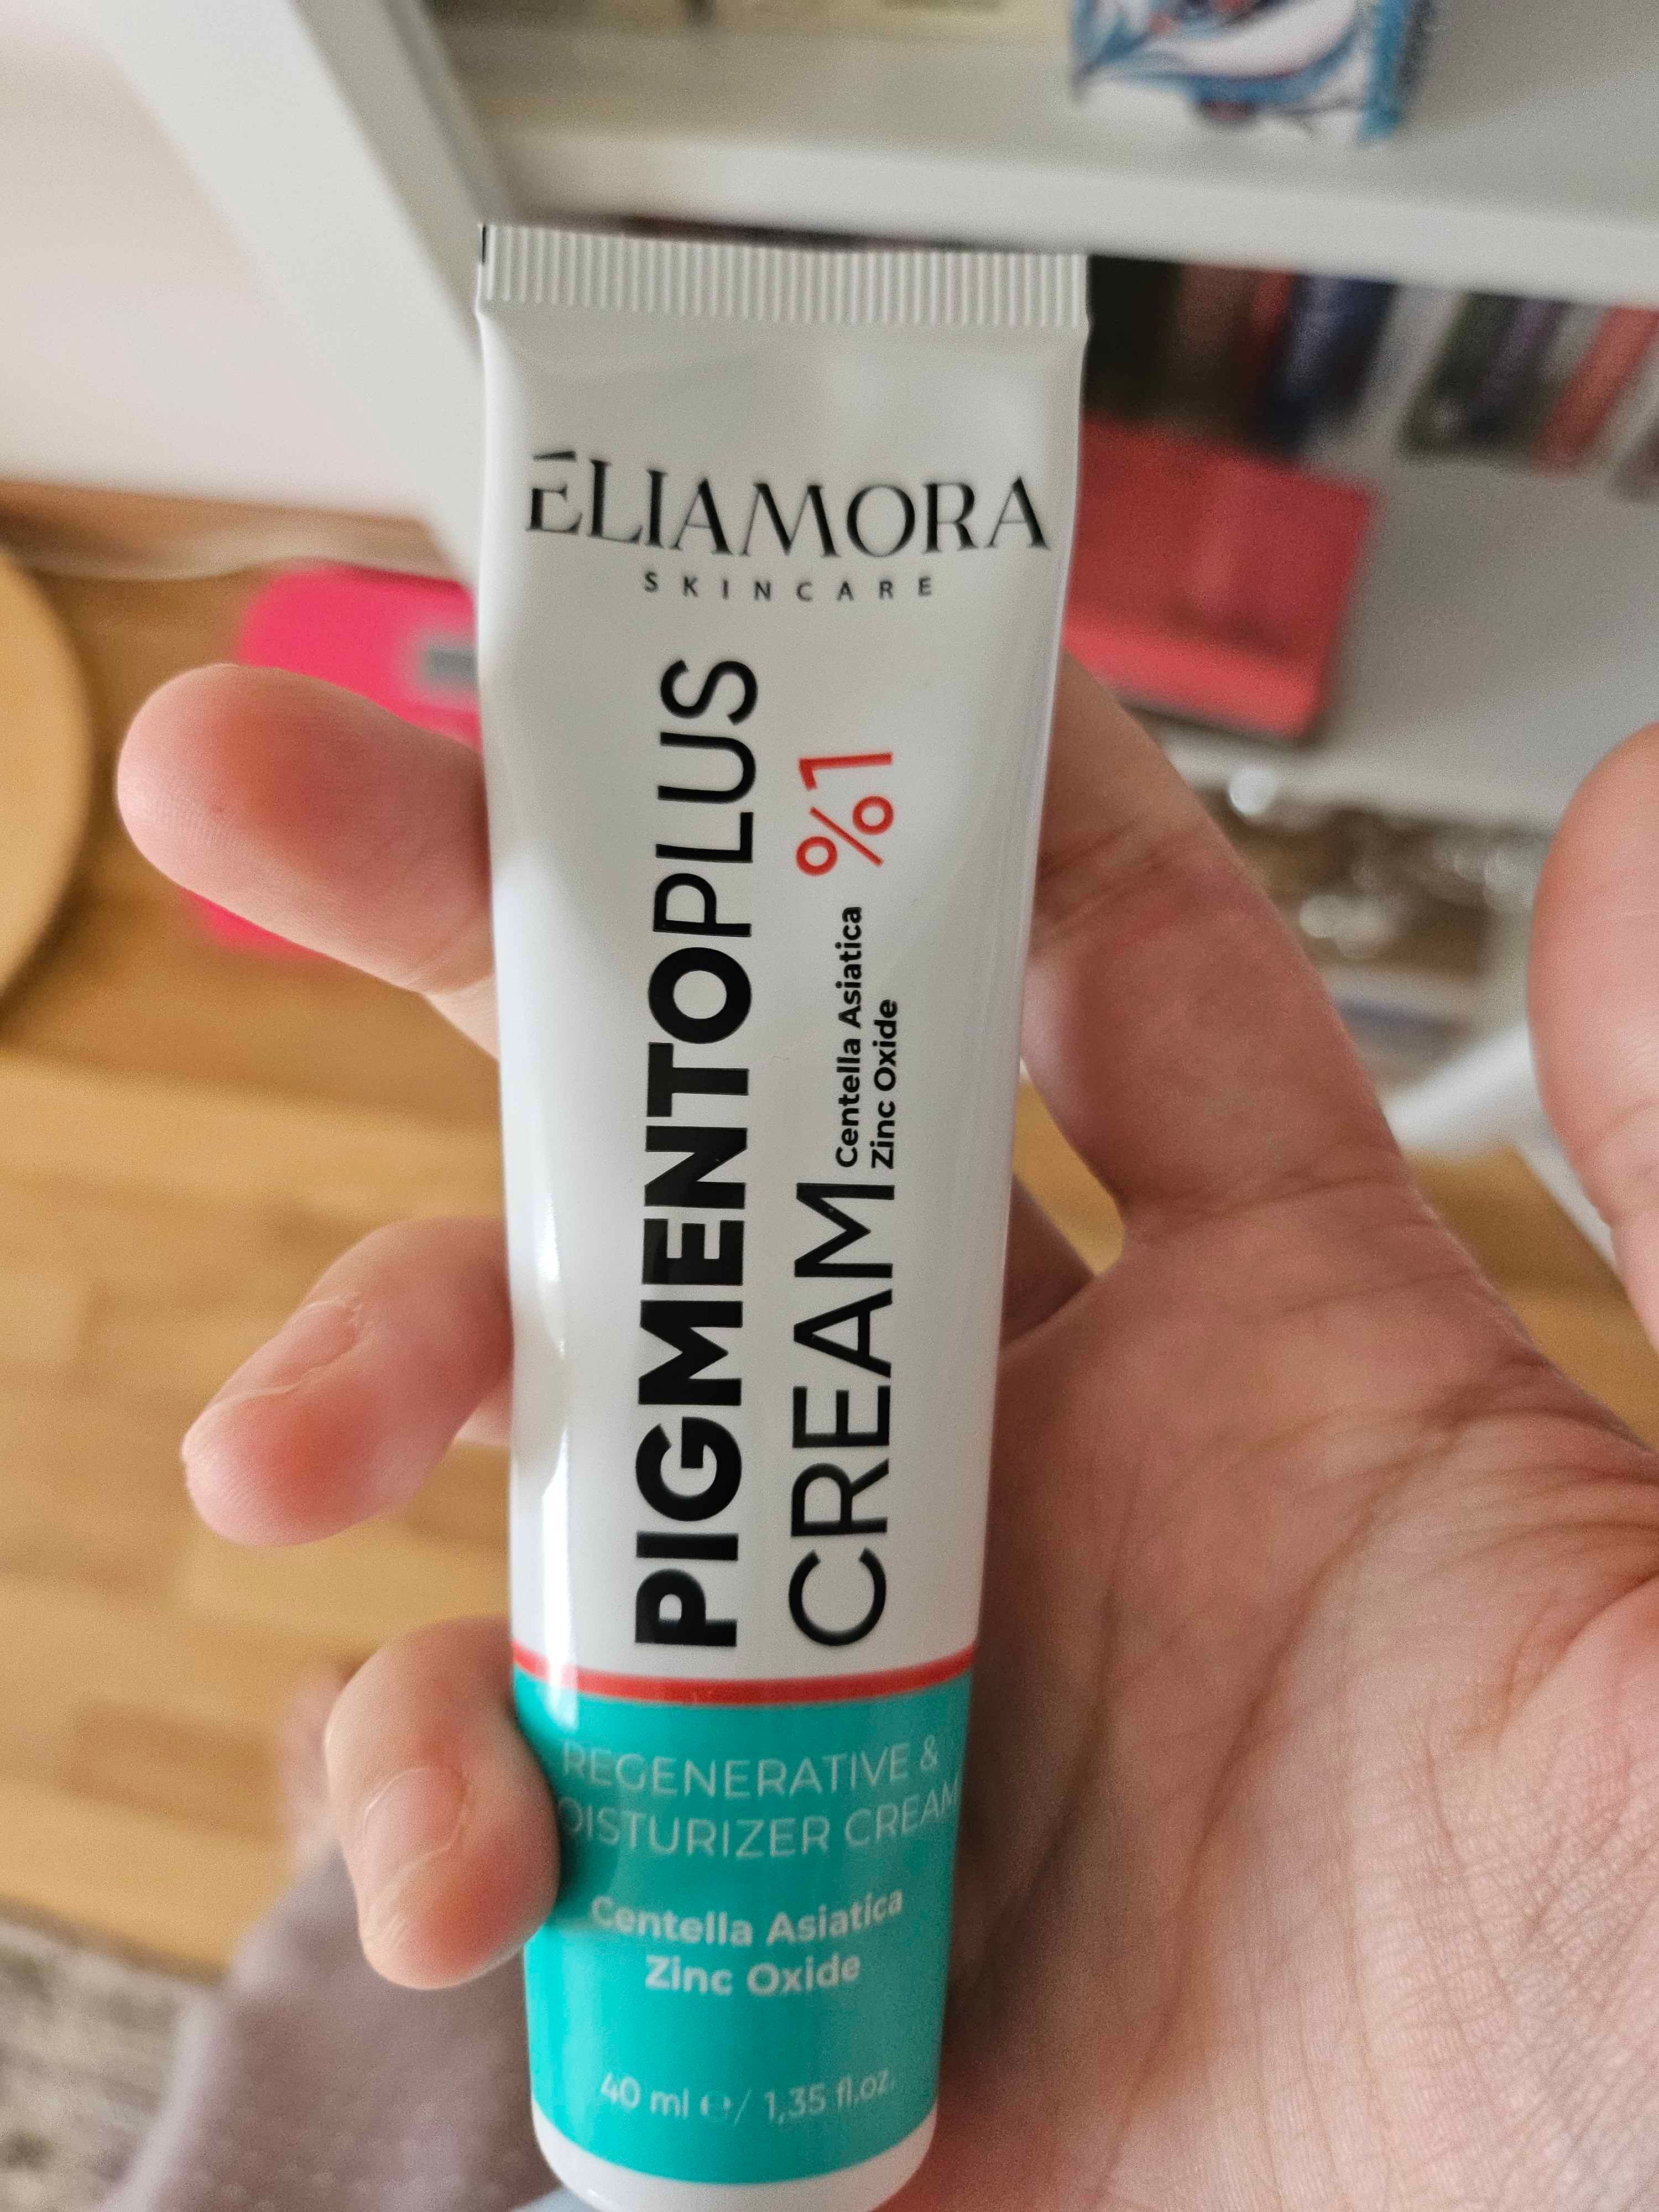 ÉLIAMORA
SKINCARE
PIGMENTOPLUS
CREAM Centella Asiatica %1
Zinc Oxide
REGENERATIVE &
OISTURIZER CREAM
Centella Asiatica
Zinc Oxide
40 ml ℮/ 1,35 fl.oz.